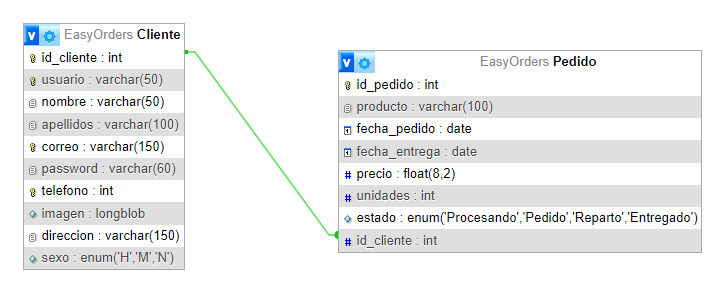 V EasyOrders Cliente
id_cliente : int
usuario : varchar(50)
nombre : varchar(50)
apellidos : varchar(100)
correo : varchar(150)
password : varchar(60)
telefono : int
imagen : longblob
direccion : varchar(150)
sexo : enum('H','M','N')
V EasyOrders Pedido
id_pedido : int
producto : varchar(100)
fecha_pedido : date
fecha_entrega : date
# precio : float(8,2)
# unidades : int
estado : enum('Procesando','Pedido','Reparto','Entregado')
# id_cliente : int